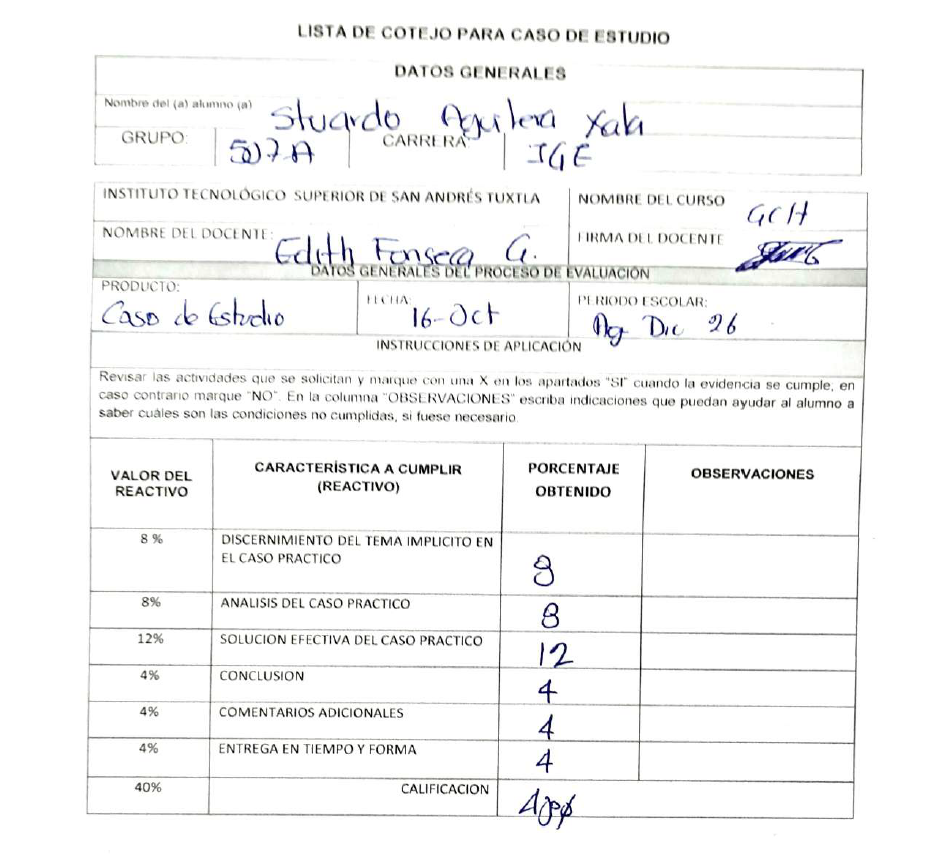 LISTA DE COTEJO PARA CASO DE ESTUDIO
DATOS GENERALES
Nombre del (a) alumno (a) Stuardo Aguilera Xala
GRUPO: 507A CARRERA IGE
INSTITUTO TECNOLÓGICO SUPERIOR DE SAN ANDRÉS TUXTLA
NOMBRE DEL CURSO GCH
NOMBRE DEL DOCENTE: Edith Fonseca G.
FIRMA DEL DOCENTE
DATOS GENERALES DEL PROCESO DE EVALUACIÓN
PRODUCTO: Caso de Estudio
FECHA: 16-Oct
PERIODO ESCOLAR: Ag Dic 26
INSTRUCCIONES DE APLICACIÓN
Revisar las actividades que se solicitan y marque con una X en los apartados "SI" cuando la evidencia se cumple, en
caso contrario marque "NO". En la columna "OBSERVACIONES" escriba indicaciones que puedan ayudar al alumno a
saber cuáles son las condiciones no cumplidas, si fuese necesario.
VALOR DEL REACTIVO CARACTERÍSTICA A CUMPLIR (REACTIVO) PORCENTAJE OBTENIDO OBSERVACIONES
8 % DISCERNIMIENTO DEL TEMA IMPLICITO EN
EL CASO PRACTICO 8
8% ANALISIS DEL CASO PRACTICO 8
12% SOLUCION EFECTIVA DEL CASO PRACTICO 12
4% CONCLUSION 4
4% COMENTARIOS ADICIONALES 4
4% ENTREGA EN TIEMPO Y FORMA 4
40% CALIFICACION